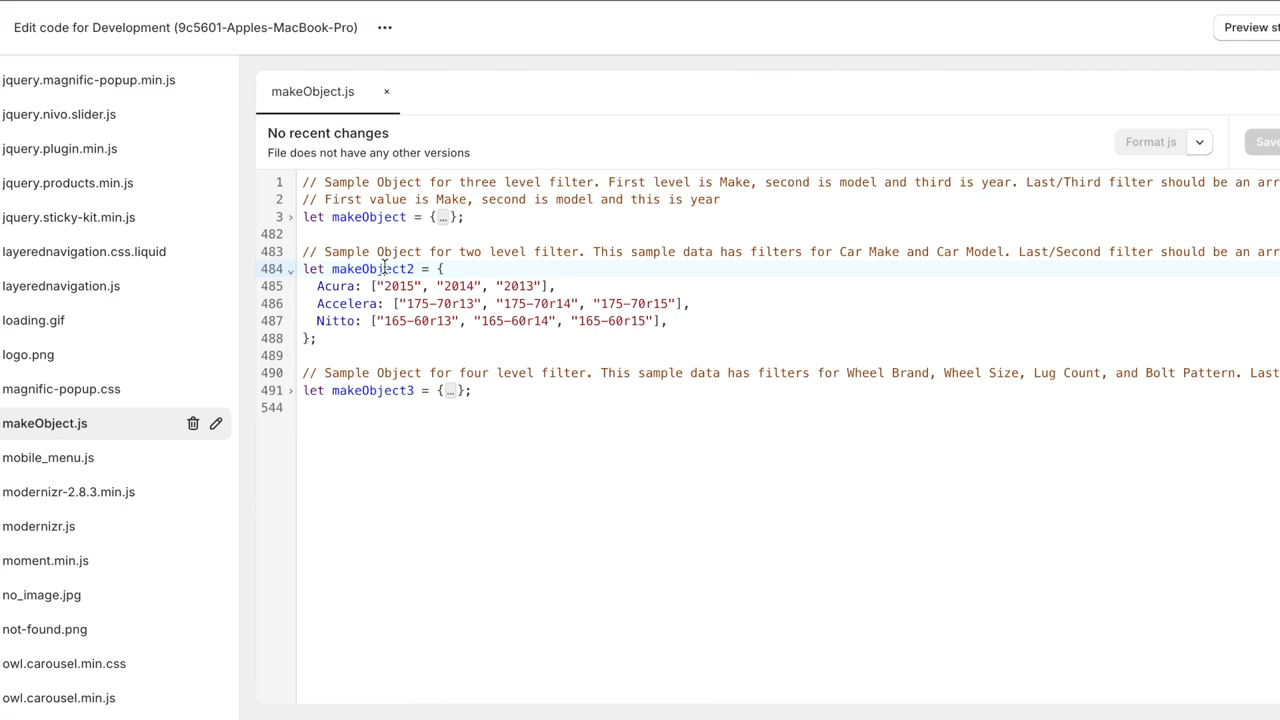 Edit code for Development (9c5601-Apples-MacBook-Pro) ···
Preview st
jquery.magnific-popup.min.js
jquery.nivo.slider.js
jquery.plugin.min.js
jquery.products.min.js
jquery.sticky-kit.min.js
layerednavigation.css.liquid
layerednavigation.js
loading.gif
logo.png
magnific-popup.css
makeObject.js
mobile_menu.js
modernizr-2.8.3.min.js
modernizr.js
moment.min.js
no_image.jpg
not-found.png
owl.carousel.min.css
owl.carousel.min.js
makeObject.js ×
No recent changes
File does not have any other versions
Format js
Save
1 // Sample Object for three level filter. First level is Make, second is model and third is year. Last/Third filter should be an arr
2 // First value is Make, second is model and this is year
3 let makeObject = {…};
482
483 // Sample Object for two level filter. This sample data has filters for Car Make and Car Model. Last/Second filter should be an arr
484 let makeObject2 = {
485 Acura: ["2015", "2014", "2013"],
486 Accelera: ["175-70r13", "175-70r14", "175-70r15"],
487 Nitto: ["165-60r13", "165-60r14", "165-60r15"],
488 };
489
490 // Sample Object for four level filter. This sample data has filters for Wheel Brand, Wheel Size, Lug Count, and Bolt Pattern. Last
491 let makeObject3 = {…};
544